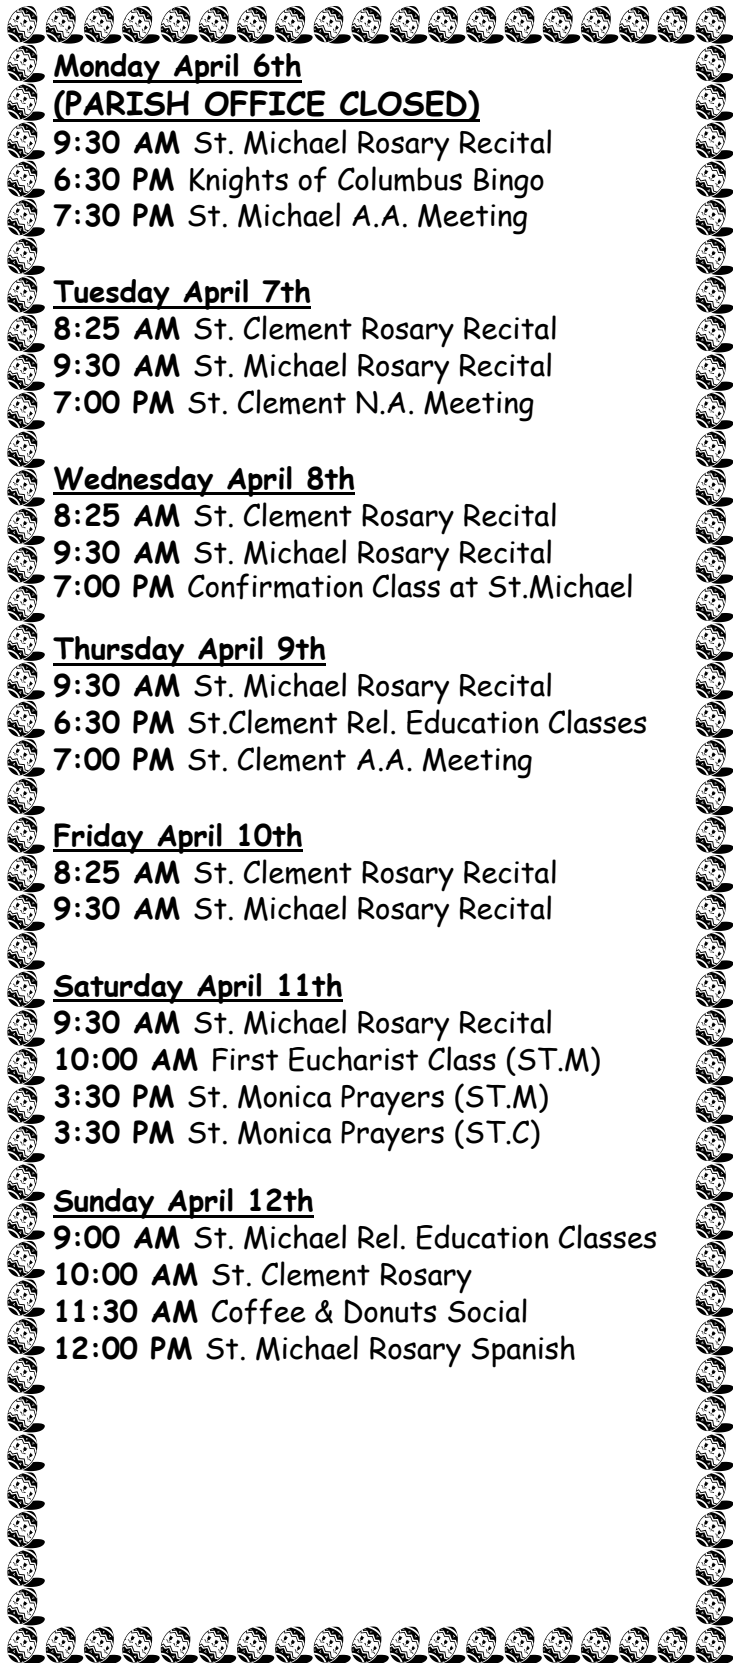 Monday April 6th
(PARISH OFFICE CLOSED)
9:30 AM St. Michael Rosary Recital
6:30 PM Knights of Columbus Bingo
7:30 PM St. Michael A.A. Meeting
Tuesday April 7th
8:25 AM St. Clement Rosary Recital
9:30 AM St. Michael Rosary Recital
7:00 PM St. Clement N.A. Meeting
Wednesday April 8th
8:25 AM St. Clement Rosary Recital
9:30 AM St. Michael Rosary Recital
7:00 PM Confirmation Class at St.Michael
Thursday April 9th
9:30 AM St. Michael Rosary Recital
6:30 PM St.Clement Rel. Education Classes
7:00 PM St. Clement A.A. Meeting
Friday April 10th
8:25 AM St. Clement Rosary Recital
9:30 AM St. Michael Rosary Recital
Saturday April 11th
9:30 AM St. Michael Rosary Recital
10:00 AM First Eucharist Class (ST.M)
3:30 PM St. Monica Prayers (ST.M)
3:30 PM St. Monica Prayers (ST.C)
Sunday April 12th
9:00 AM St. Michael Rel. Education Classes
10:00 AM St. Clement Rosary
11:30 AM Coffee & Donuts Social
12:00 PM St. Michael Rosary Spanish